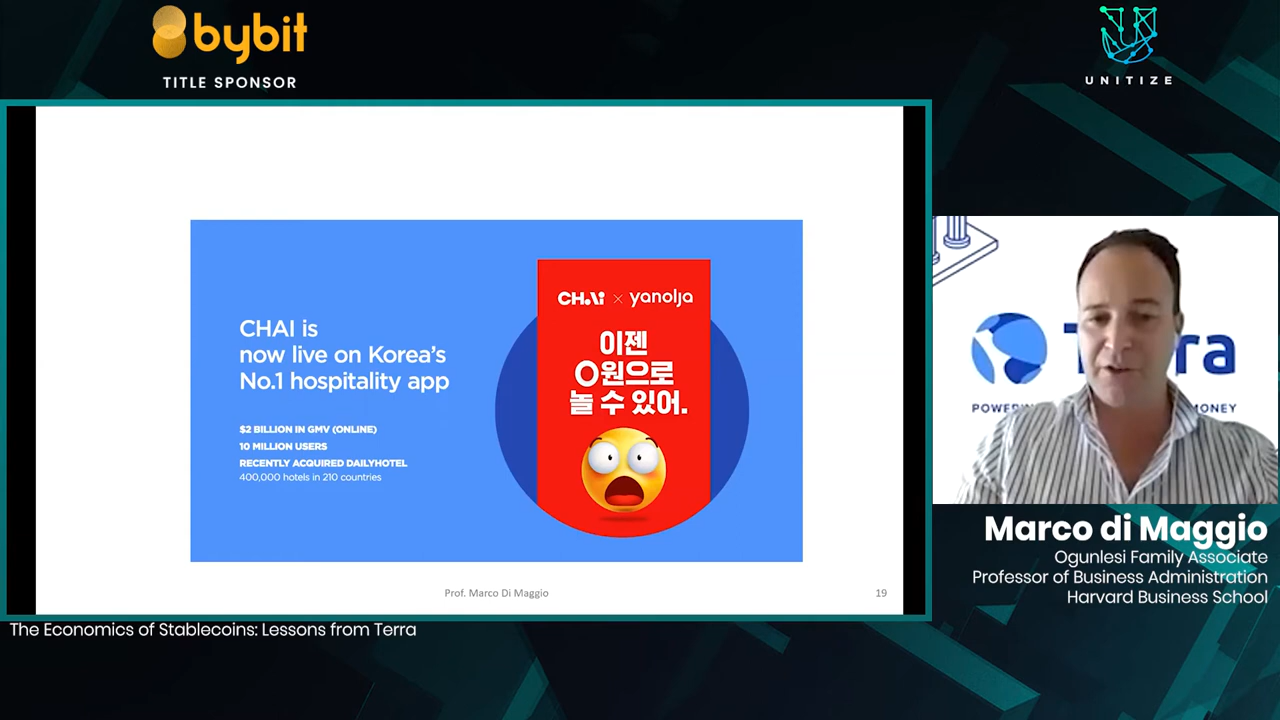 bybit
TITLE SPONSOR
UNITIZE
CHAI is
now live on Korea's
No.1 hospitality app
$2 BILLION IN GMV (ONLINE)
10 MILLION USERS
RECENTLY ACQUIRED DAILYHOTEL
400,000 hotels in 210 countries
CHAI × yanolja
이젠
0원으로
놀 수 있어.
Prof. Marco Di Maggio
19
MONEY
Marco di Maggio
Ogunlesi Family Associate
Professor of Business Administration
Harvard Business School
The Economics of Stablecoins: Lessons from Terra